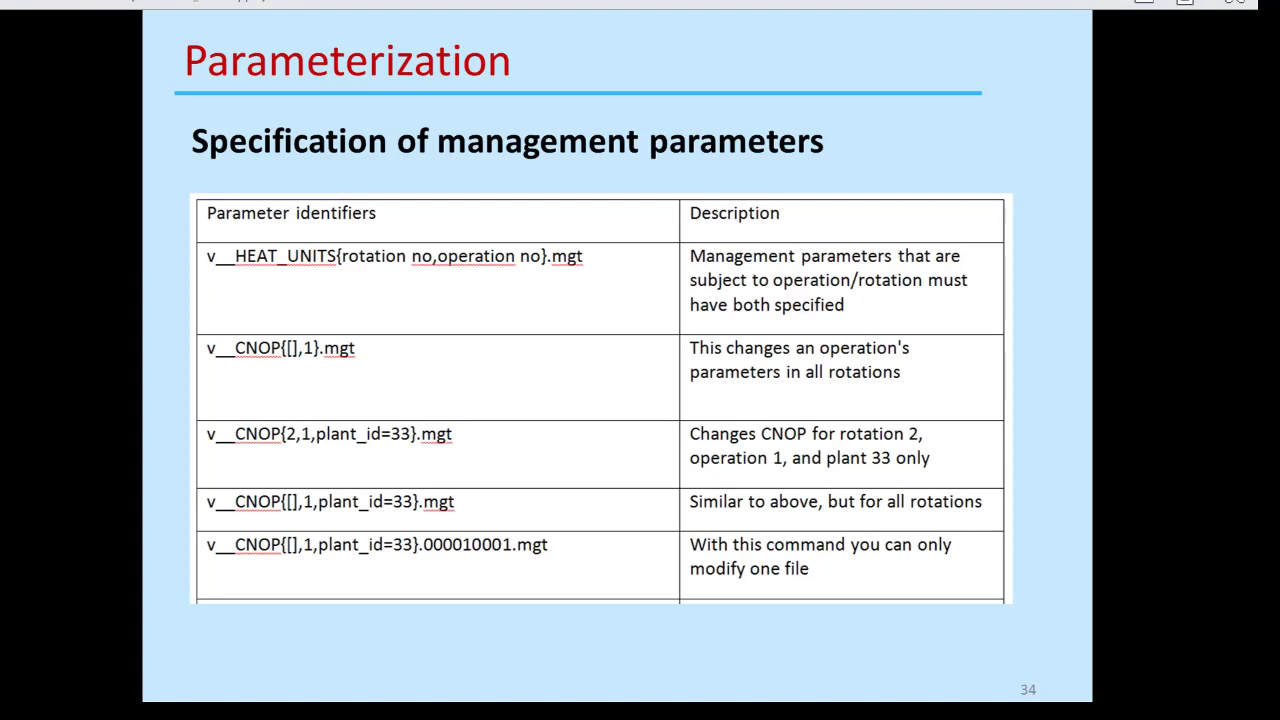 Parameterization
Specification of management parameters
Parameter identifiers
Description
v__HEAT_UNITS{rotation no,operation no}.mgt
Management parameters that are
subject to operation/rotation must
have both specified
v__CNOP{[],1}.mgt
This changes an operation's
parameters in all rotations
v__CNOP{2,1,plant_id=33}.mgt
Changes CNOP for rotation 2,
operation 1, and plant 33 only
v__CNOP{[],1,plant_id=33}.mgt
Similar to above, but for all rotations
v__CNOP{[],1,plant_id=33}.000010001.mgt
With this command you can only
modify one file
34